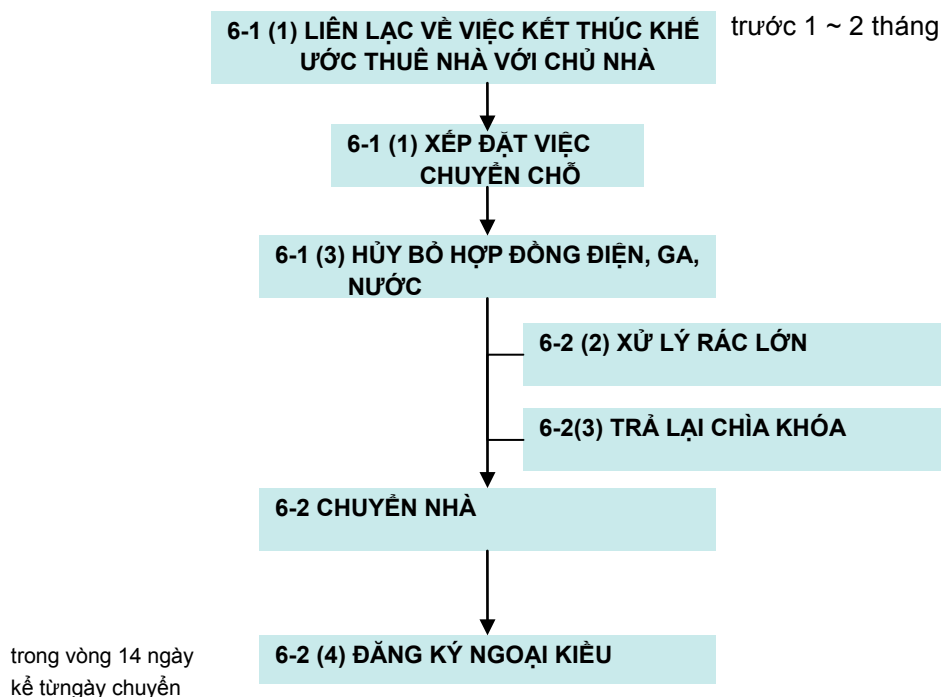 6-1 (1) LIÊN LẠC VỀ VIỆC KẾT THÚC KHẾ
ƯỚC THUÊ NHÀ VỚI CHỦ NHÀ
trước 1 ~ 2 tháng
6-1 (1) XẾP ĐẶT VIỆC
CHUYỂN CHỖ
6-1 (3) HỦY BỎ HỢP ĐỒNG ĐIỆN, GA,
NƯỚC
6-2 (2) XỬ LÝ RÁC LỚN
6-2(3) TRẢ LẠI CHÌA KHÓA
6-2 CHUYỂN NHÀ
trong vòng 14 ngày
kể từngày chuyển
6-2 (4) ĐĂNG KÝ NGOẠI KIỀU